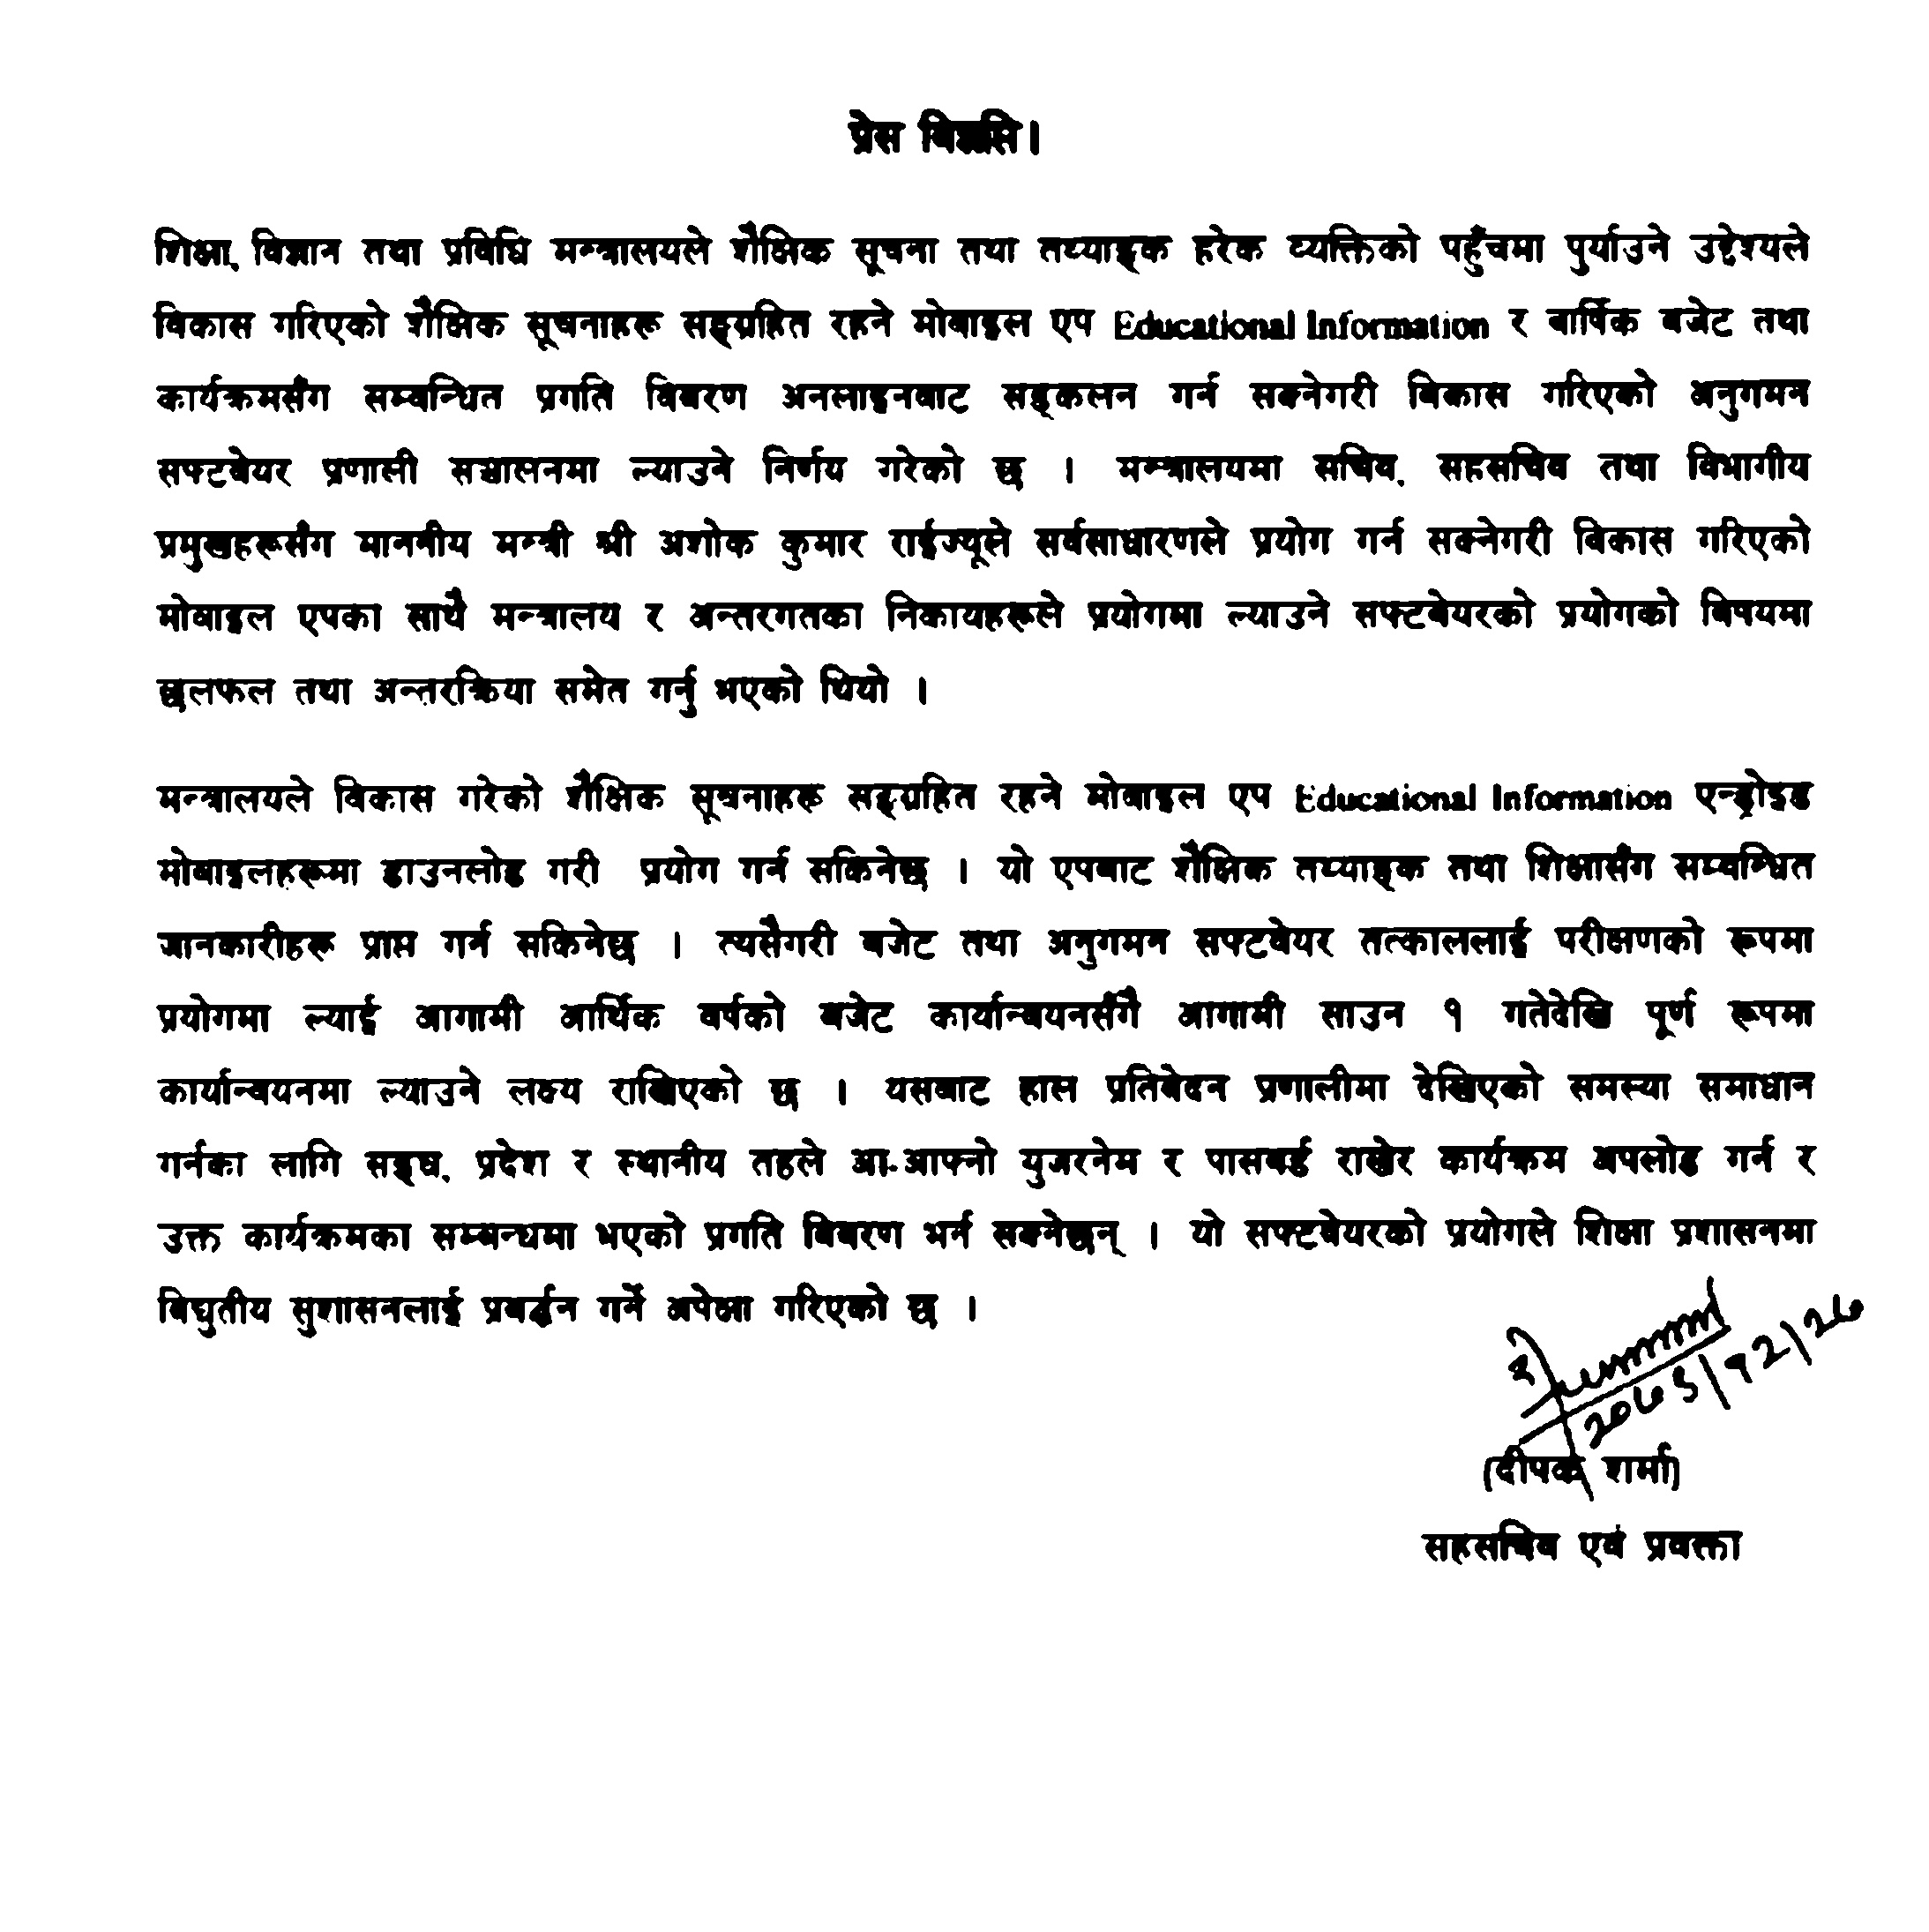 प्रेस विज्ञप्ति।
शिक्षा, विज्ञान तथा प्रविधि मन्त्रालयले शैक्षिक सूचना तथा तथ्याङ्क हरेक व्यक्तिको पहुँचमा पुर्याउने उद्देश्यले
विकास गरिएको शैक्षिक सूचनाहरू सङ्ग्रहित रहने मोबाइल एप Educational Information र बार्षिक बजेट तथा
कार्यक्रमसँग सम्बन्धित प्रगति विवरण अनलाइनबाट सङ्कलन गर्न सक्नेगरी विकास गरिएको अनुगमन
सफ्टवेयर प्रणाली सञ्चालनमा ल्याउने निर्णय गरेको छ । मन्त्रालयमा सचिव, सहसचिव तथा विभागीय
प्रमुखहरूसँग माननीय मन्त्री श्री अशोक कुमार राईज्यूले सर्वसाधारणले प्रयोग गर्न सक्नेगरी विकास गरिएको
मोबाइल एपका साथै मन्त्रालय र अन्तरगतका निकायहरूले प्रयोगमा ल्याउने सफ्टवेयरको प्रयोगको विषयमा
छलफल तथा अन्तरक्रिया समेत गर्नु भएको थियो ।
मन्त्रालयले विकास गरेको शैक्षिक सूचनाहरू सङ्ग्रहित रहने मोबाइल एप Educational Information एन्ड्रोइड
मोबाइलहरूमा डाउनलोड गरी प्रयोग गर्न सकिनेछ । यो एपबाट शैक्षिक तथ्याङ्क तथा शिक्षासँग सम्बन्धित
जानकारीहरू प्राप्त गर्न सकिनेछ । त्यसैगरी बजेट तथा अनुगमन सफ्टवेयर तत्काललाई परीक्षणको रूपमा
प्रयोगमा ल्याई आगामी आर्थिक वर्षको बजेट कार्यान्वयनसँगै आगामी साउन १ गतेदेखि पूर्ण रूपमा
कार्यान्वयनमा ल्याउने लक्ष्य राखिएको छ । यसबाट हाल प्रतिवेदन प्रणालीमा देखिएको समस्या समाधान
गर्नका लागि सङ्घ, प्रदेश र स्थानीय तहले आ-आफ्नो युजरनेम र पासवर्ड राखेर कार्यक्रम अपलोड गर्न र
उक्त कार्यक्रमका सम्बन्धमा भएको प्रगति विवरण भर्न सक्नेछन् । यो सफ्टवेयरको प्रयोगले शिक्षा प्रशासनमा
विद्युतीय सुशासनलाई प्रबर्द्धन गर्ने अपेक्षा गरिएको छ ।
२०७५/१२/२७
(दीपक शर्मा)
सहसचिव एवं प्रवक्ता